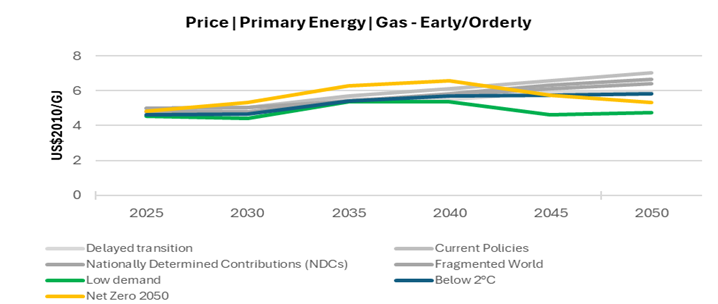 Price|Primary Energy|Gas - Early/Orderly
US$2010/GJ
8
6
4
2
0
2025 2030 2035 2040 2045 2050
Delayed transition Current Policies
Nationally Determined Contributions (NDCs) Fragmented World
Low demand Below 2°C
Net Zero 2050